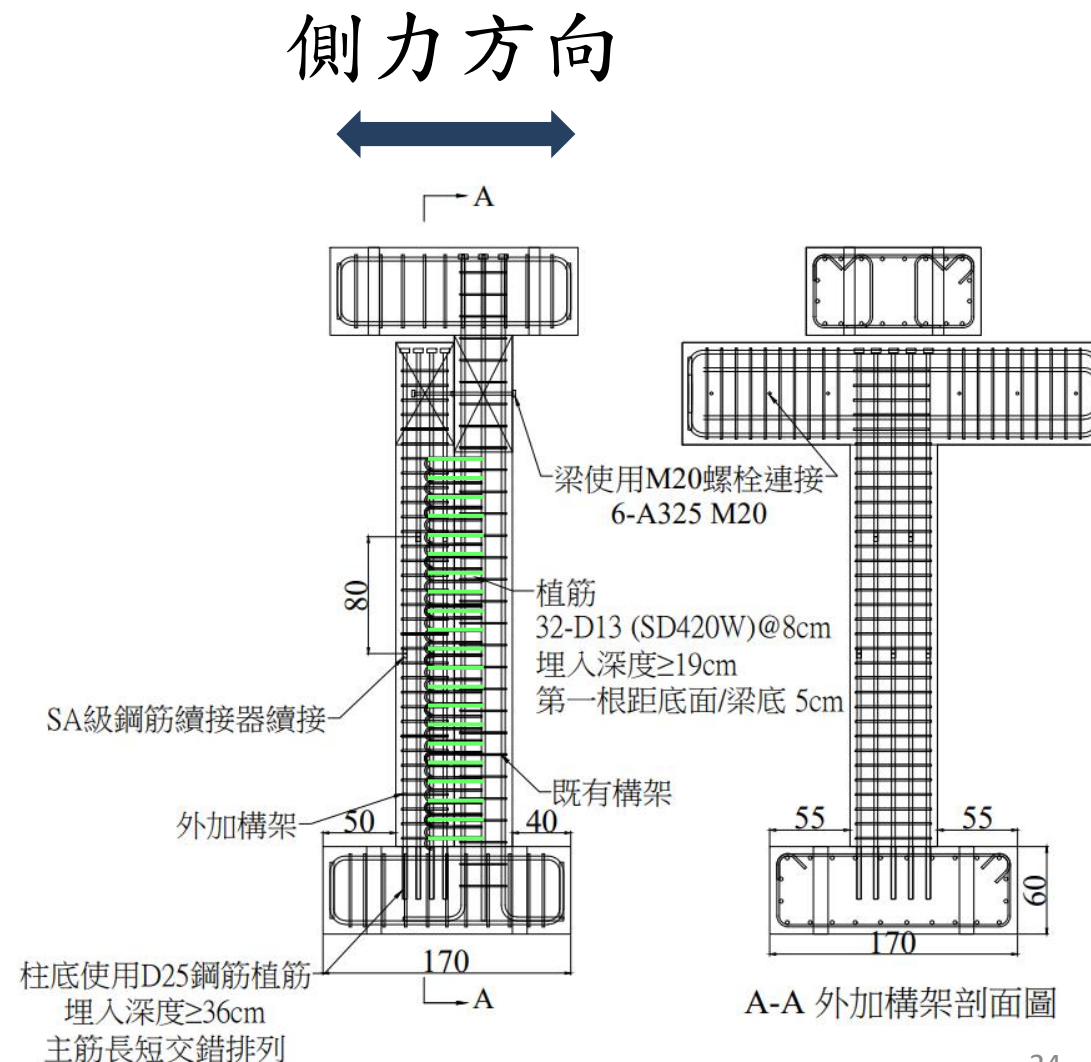 側力方向
A
梁使用M20螺栓連接
6-A325 M20
80
植筋
32-D13 (SD420W)@8cm
埋入深度≥19cm
第一根距底面/梁底 5cm
SA級鋼筋續接器續接
既有構架
外加構架
50
40
55
55
60
170
170
柱底使用D25鋼筋植筋
埋入深度≥36cm
主筋長短交錯排列
A
A-A 外加構架剖面圖